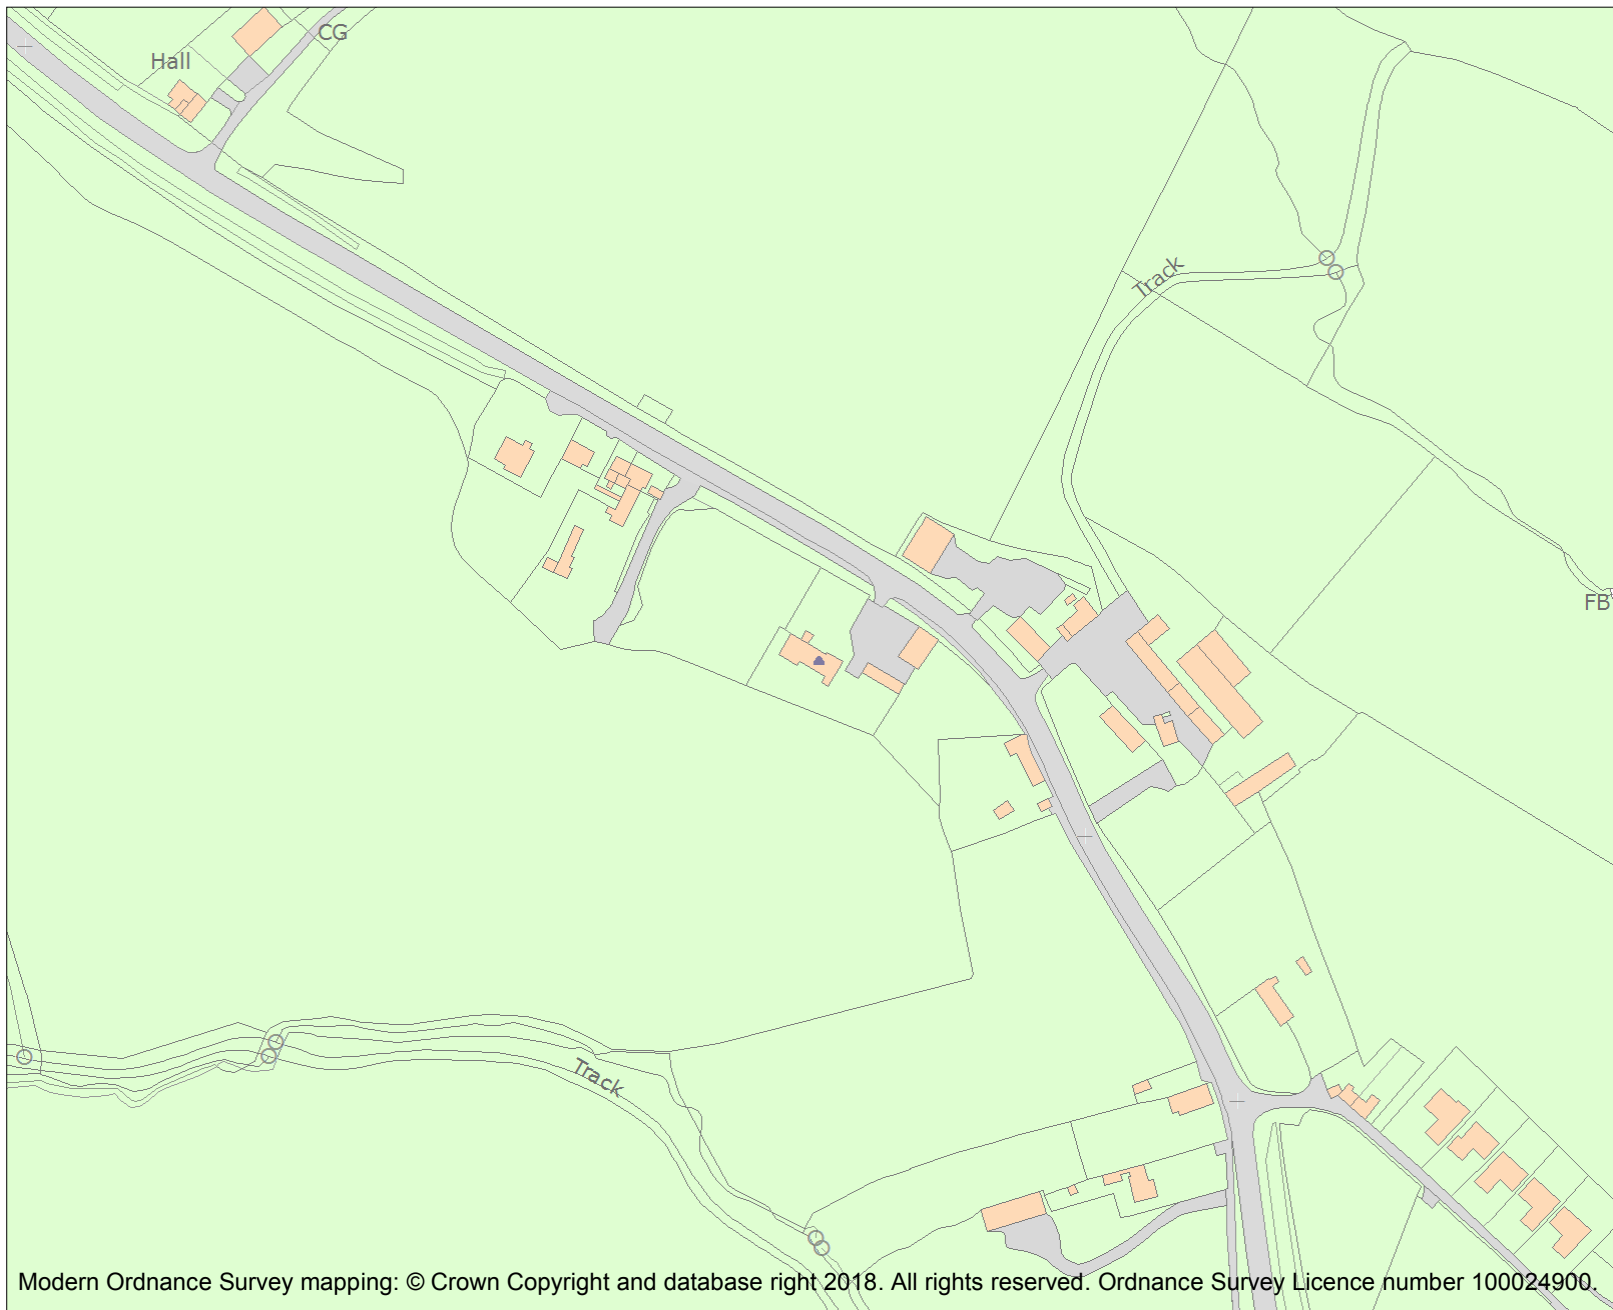 CG
Hall
Track
FB
Track
Modern Ordnance Survey mapping: © Crown Copyright and database right 2018. All rights reserved. Ordnance Survey Licence number 100024900.